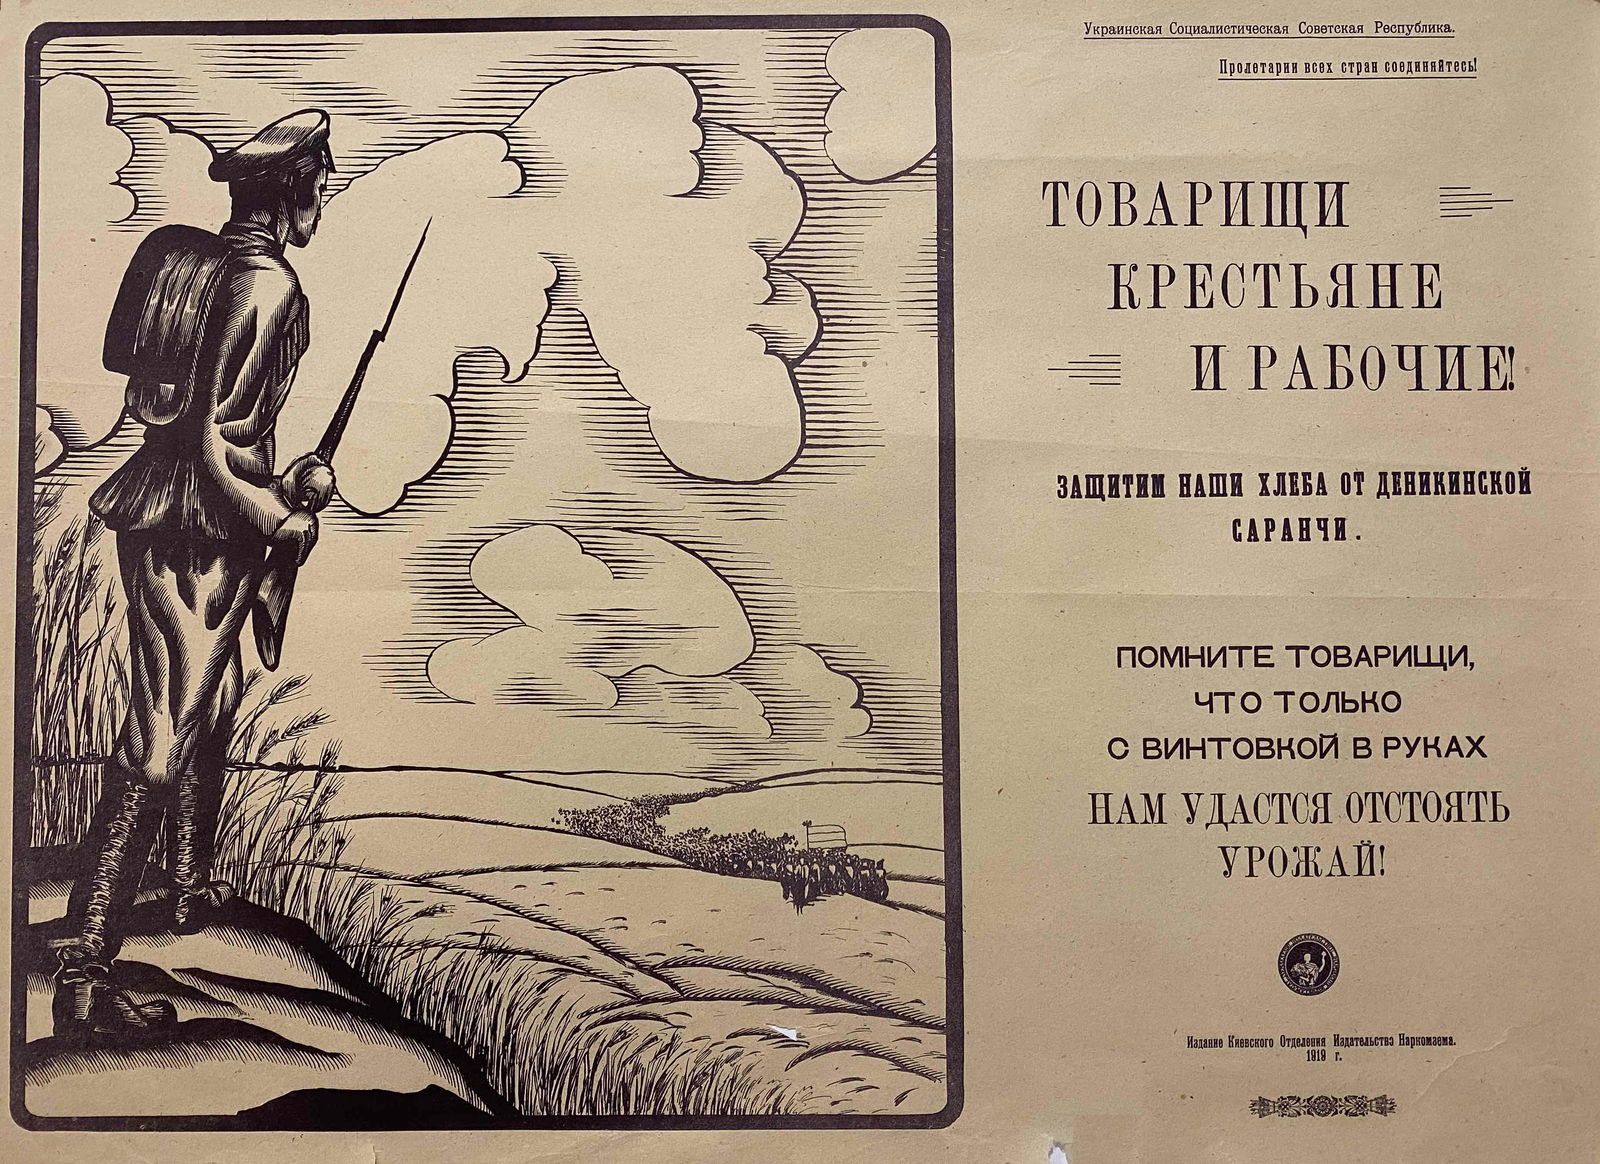 Украинская Социалистическая Советская Республика.
Пролетарии всех стран соединяйтесь!
ТОВАРИЩИ
КРЕСТЬЯНЕ
И РАБОЧИЕ!
ЗАЩИТИМ НАШИ ХЛЕБА ОТ ДЕНИКИНСКОЙ
САРАНЧИ.
ПОМНИТЕ ТОВАРИЩИ,
ЧТО ТОЛЬКО
С ВИНТОВКОЙ В РУКАХ
НАМ УДАСТСЯ ОТСТОЯТЬ
УРОЖАЙ!
Издание Киевского Отделения Издательства Наркомзема.
1919 г.